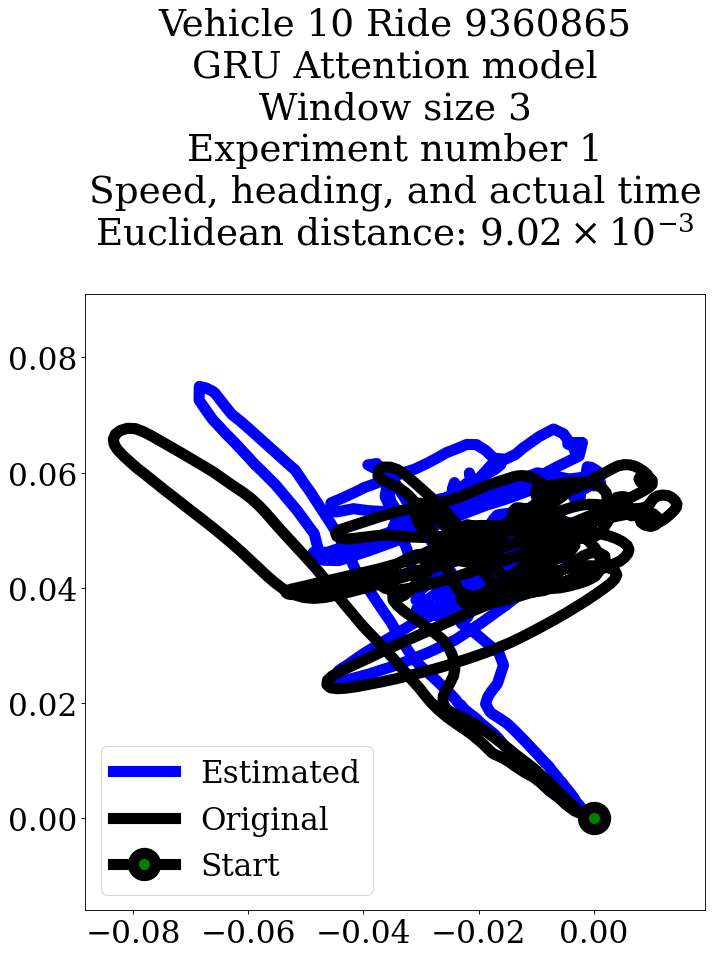 Vehicle 10 Ride 9360865
GRU Attention model
Window size 3
Experiment number 1
Speed, heading, and actual time
Euclidean distance: 9.02 × 10⁻³
0.08
0.06
0.04
0.02
0.00
Estimated
Original
Start
−0.08 −0.06 −0.04 −0.02 0.00